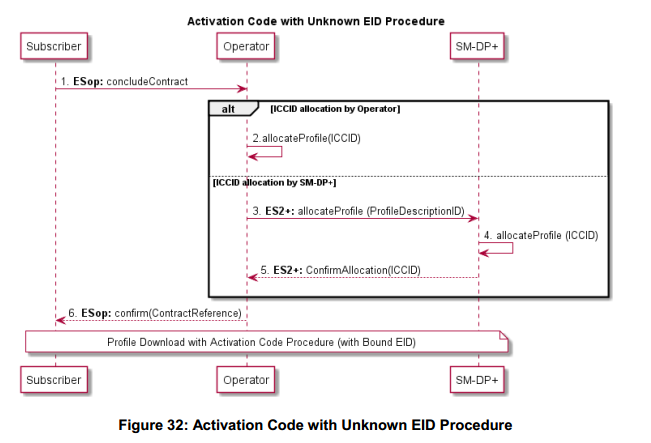 Activation Code with Unknown EID Procedure
Subscriber Operator SM-DP+
1. ESop: concludeContract
alt [ICCID allocation by Operator]
2.allocateProfile(ICCID)
[ICCID allocation by SM-DP+]
3. ES2+: allocateProfile (ProfileDescriptionID)
4. allocateProfile (ICCID)
5. ES2+: ConfirmAllocation(ICCID)
6. ESop: confirm(ContractReference)
Profile Download with Activation Code Procedure (with Bound EID)
Subscriber Operator SM-DP+
Figure 32: Activation Code with Unknown EID Procedure